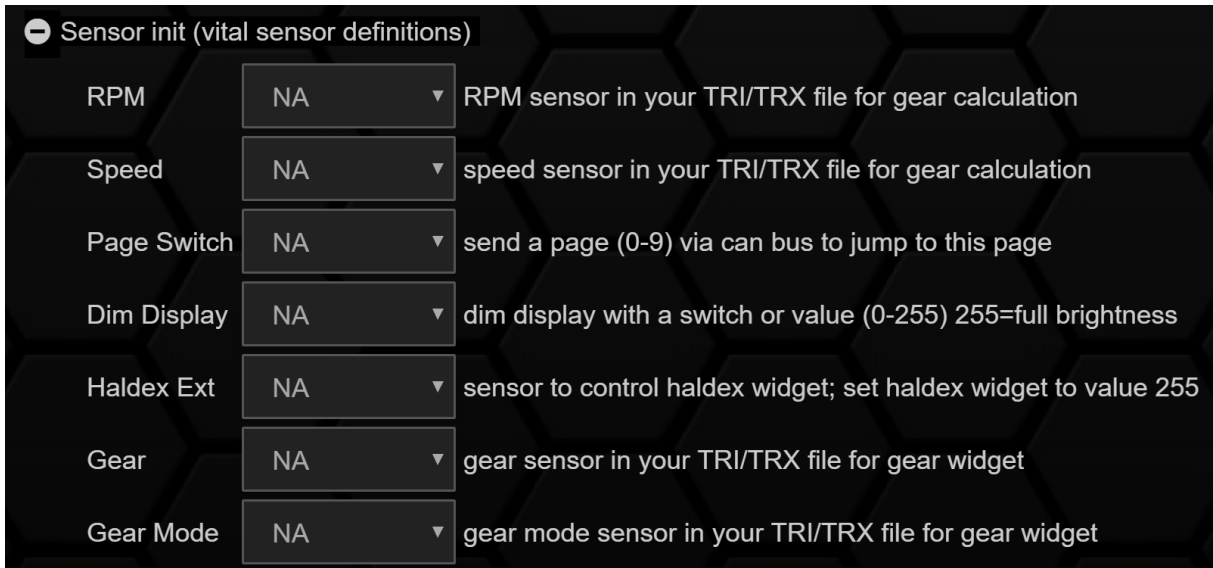 Sensor init (vital sensor definitions)
RPM NA RPM sensor in your TRI/TRX file for gear calculation
Speed NA speed sensor in your TRI/TRX file for gear calculation
Page Switch NA send a page (0-9) via can bus to jump to this page
Dim Display NA dim display with a switch or value (0-255) 255=full brightness
Haldex Ext NA sensor to control haldex widget; set haldex widget to value 255
Gear NA gear sensor in your TRI/TRX file for gear widget
Gear Mode NA gear mode sensor in your TRI/TRX file for gear widget